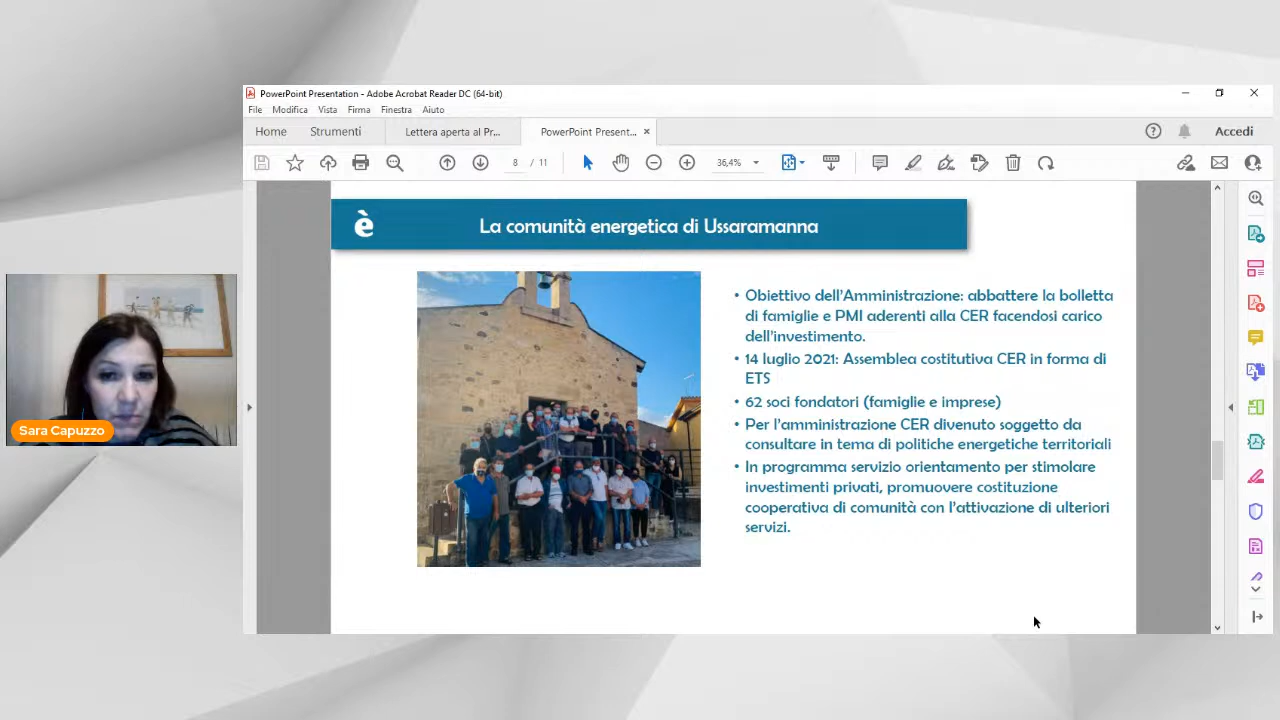 PowerPoint Presentation - Adobe Acrobat Reader DC (64-bit)
File Modifica Vista Firma Finestra Aiuto
Home Strumenti Lettera aperta al Pr... PowerPoint Present... × Accedi
8 / 11 36,4%
è La comunità energetica di Ussaramanna
• Obiettivo dell'Amministrazione: abbattere la bolletta
di famiglie e PMI aderenti alla CER facendosi carico
dell'investimento.
• 14 luglio 2021: Assemblea costitutiva CER in forma di
ETS
• 62 soci fondatori (famiglie e imprese)
• Per l'amministrazione CER divenuto soggetto da
consultare in tema di politiche energetiche territoriali
• In programma servizio orientamento per stimolare
investimenti privati, promuovere costituzione
cooperativa di comunità con l'attivazione di ulteriori
servizi.
Sara Capuzzo